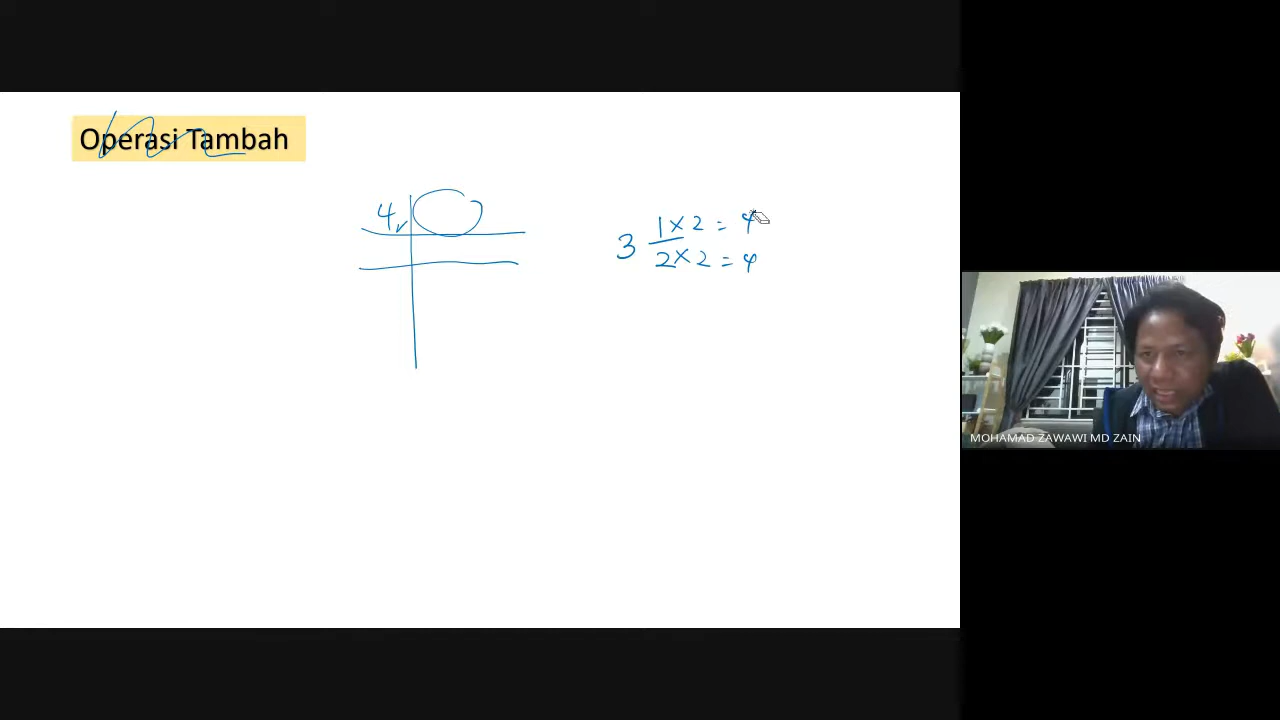 Operasi Tambah
4
3 1 x 2 = 4
2 x 2 = 4
MOHAMAD ZAWAWI MD ZAIN